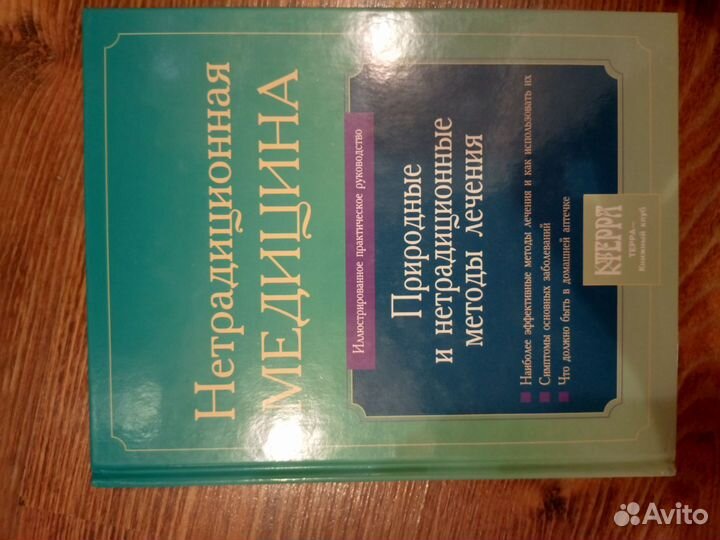 Нетрадиционная
МЕДИЦИНА
Иллюстрированное практическое руководство
Природные
и нетрадиционные
методы лечения
Наиболее эффективные методы лечения и как использовать их
Симптомы основных заболеваний
Что должно быть в домашней аптечке
ТЕРРА
ТЕРРА—
Книжный клуб
Avito